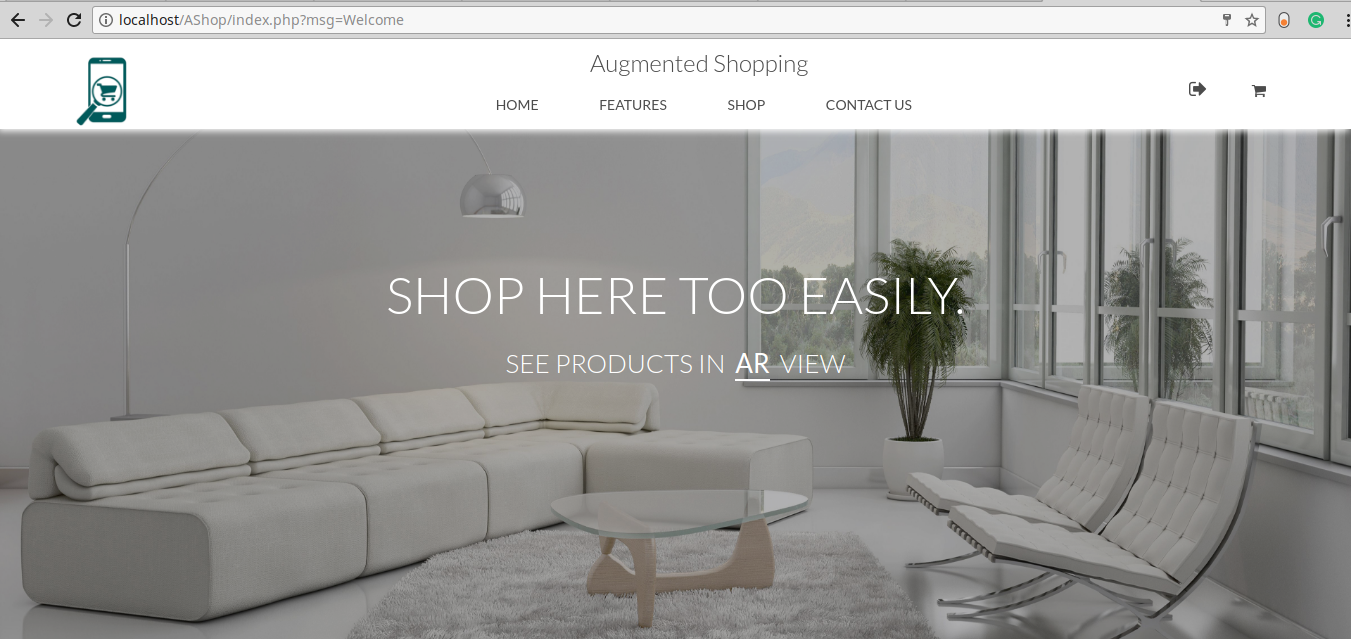 localhost/AShop/index.php?msg=Welcome
Augmented Shopping
HOME FEATURES SHOP CONTACT US
SHOP HERE TOO EASILY.
SEE PRODUCTS IN AR VIEW